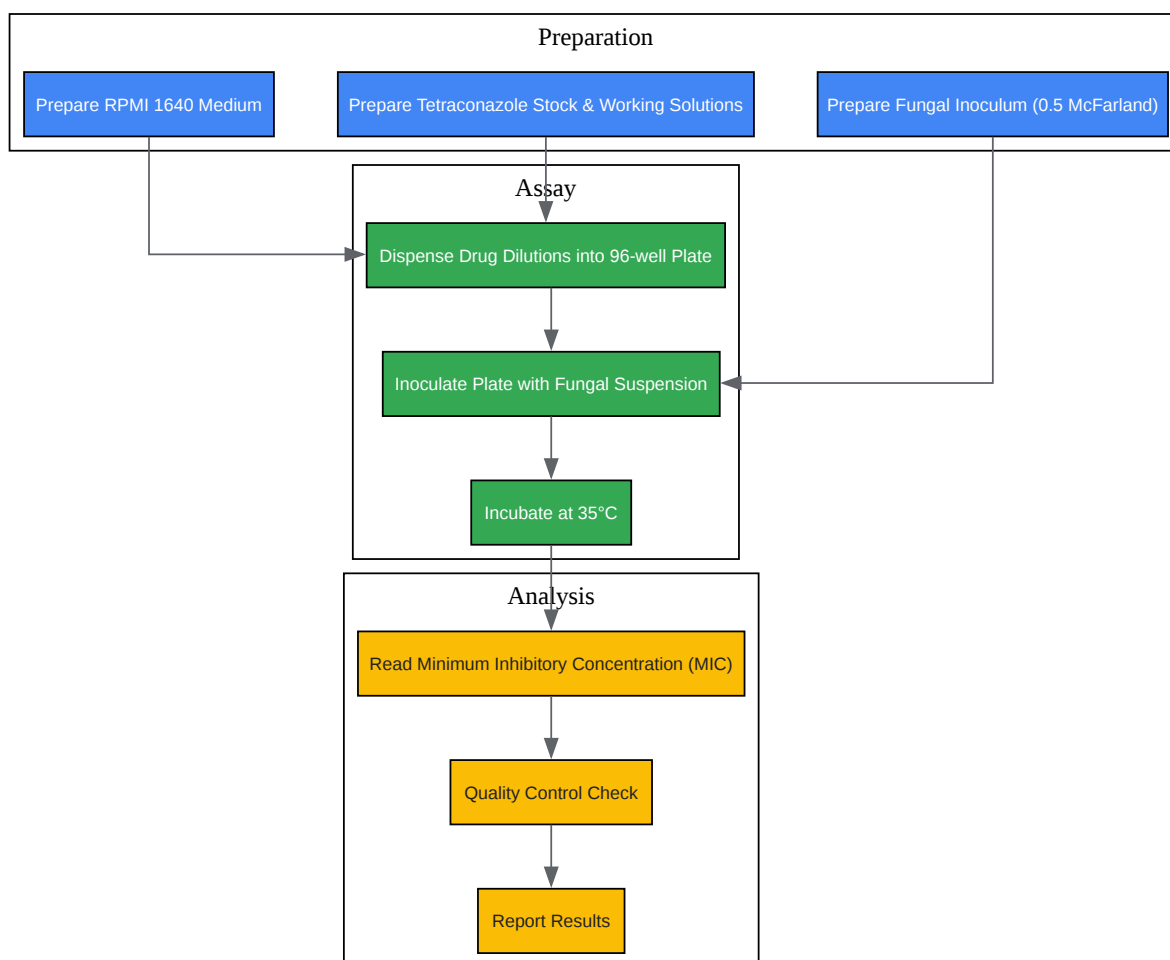 Preparation
Prepare RPMI 1640 Medium
Prepare Tetraconazole Stock & Working Solutions
Prepare Fungal Inoculum (0.5 McFarland)
Assay
Dispense Drug Dilutions into 96-well Plate
Inoculate Plate with Fungal Suspension
Incubate at 35°C
Analysis
Read Minimum Inhibitory Concentration (MIC)
Quality Control Check
Report Results